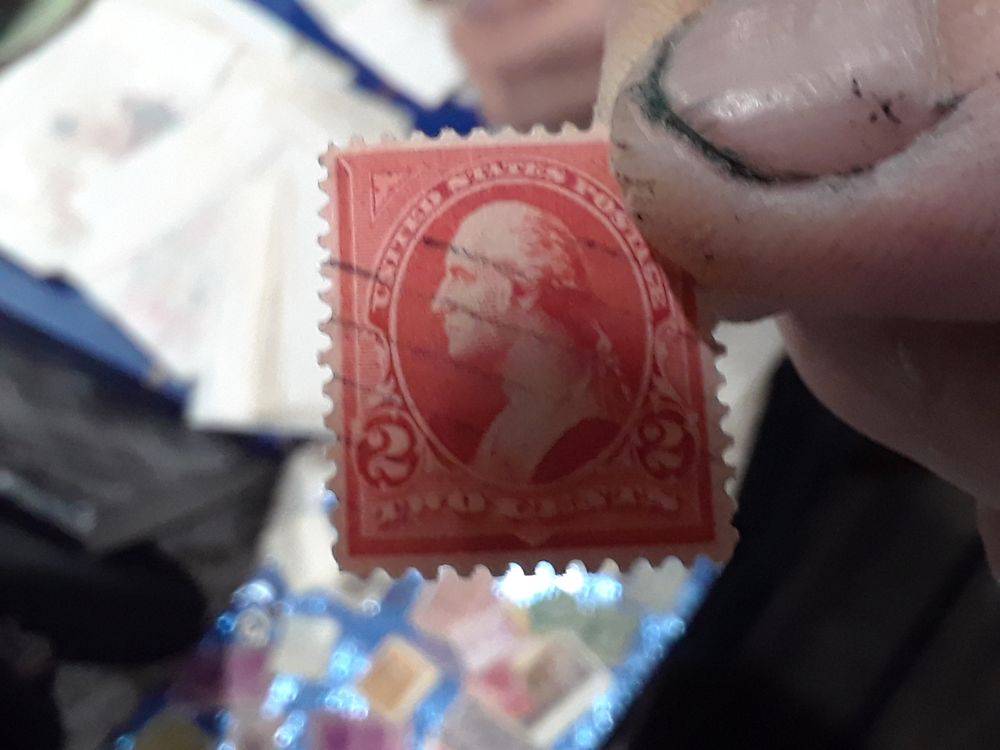 UNITED STATES POSTAGE
2 2
TWO CENTS